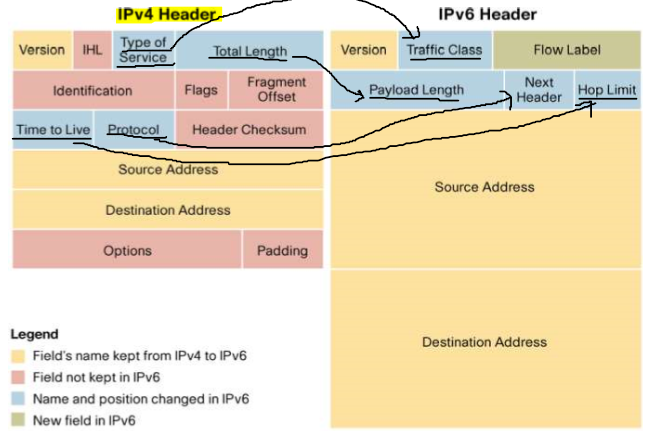 IPv4 Header
IPv6 Header
Version
IHL
Type of
Service
Total Length
Identification
Flags
Fragment
Offset
Time to Live
Protocol
Header Checksum
Source Address
Destination Address
Options
Padding
Version
Traffic Class
Flow Label
Payload Length
Next
Header
Hop Limit
Source Address
Destination Address
Legend
Field's name kept from IPv4 to IPv6
Field not kept in IPv6
Name and position changed in IPv6
New field in IPv6